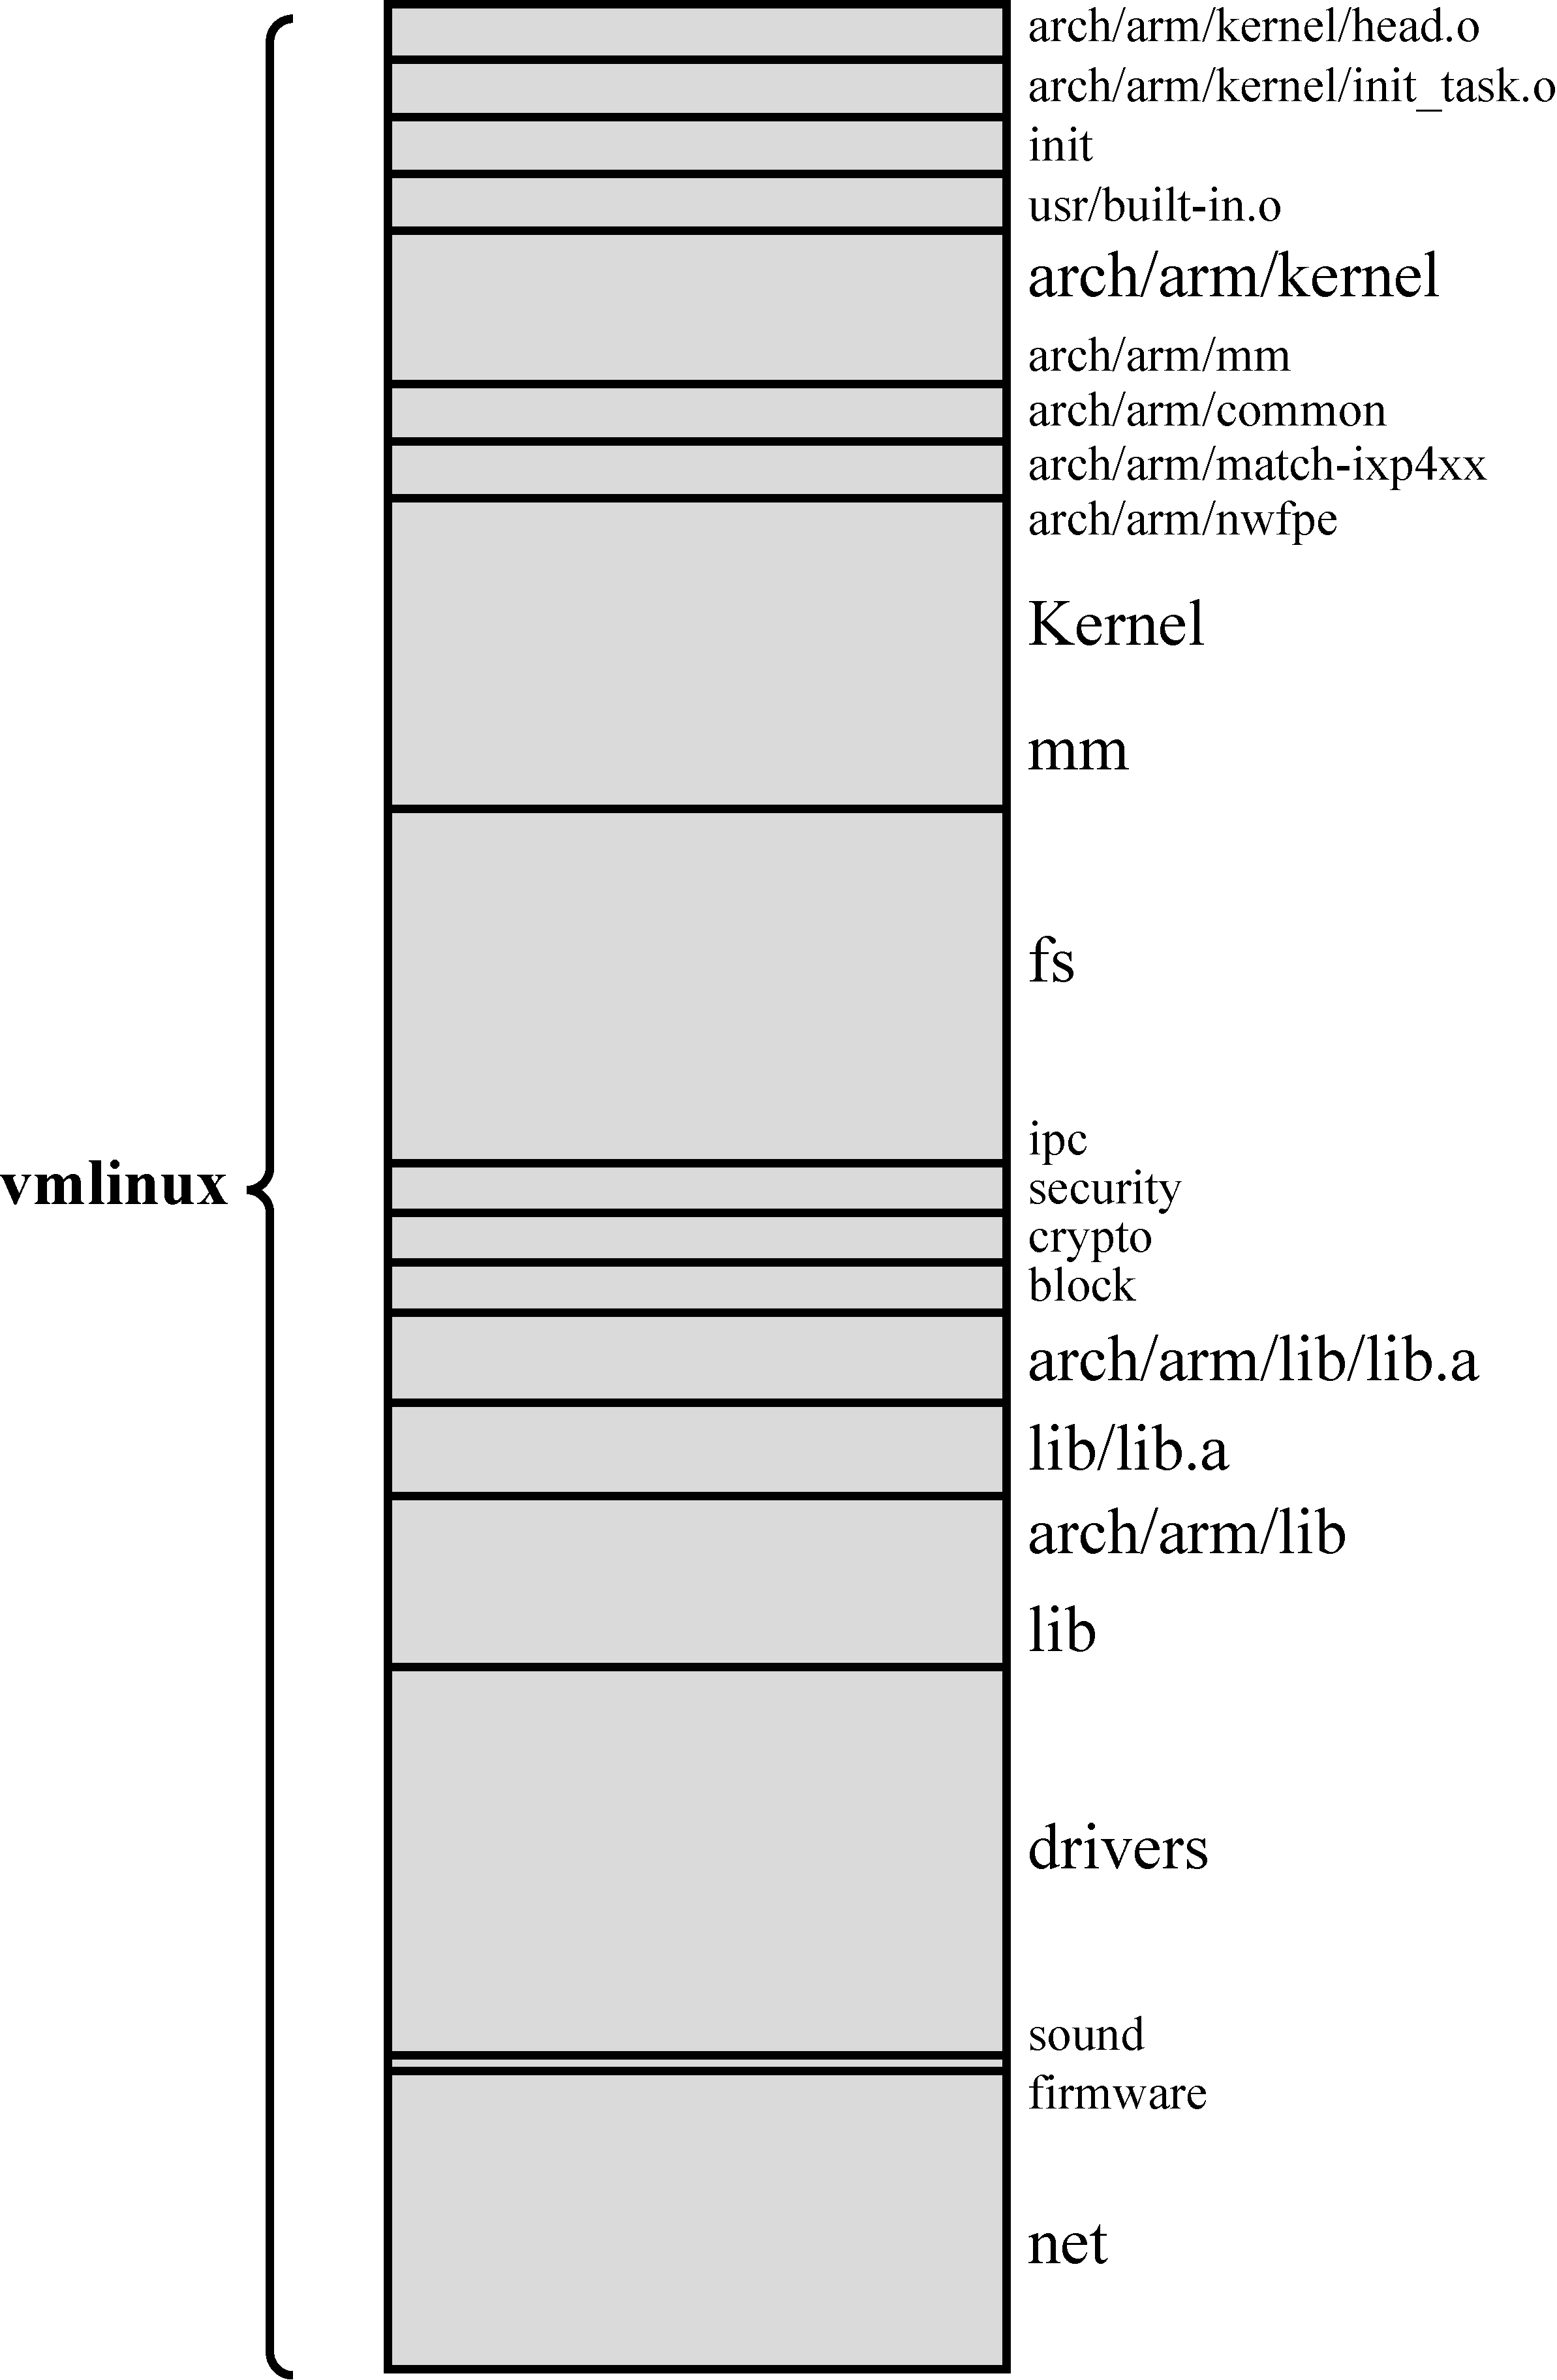 arch/arm/kernel/head.o
arch/arm/kernel/init_task.o
init
usr/built-in.o
arch/arm/kernel
arch/arm/mm
arch/arm/common
arch/arm/match-ixp4xx
arch/arm/nwfpe
Kernel
mm
fs
ipc
vmlinux
security
crypto
block
arch/arm/lib/lib.a
lib/lib.a
arch/arm/lib
lib
drivers
sound
firmware
net